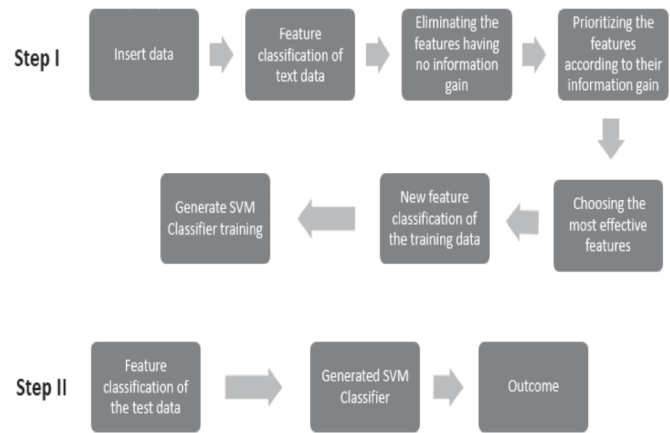 Step I
Insert data
Feature
classification of
text data
Eliminating the
features having
no information
gain
Prioritizing the
features
according to their
information gain
Choosing the
most effective
features
New feature
classification of
the training data
Generate SVM
Classifier training
Step II
Feature
classification of
the test data
Generated SVM
Classifier
Outcome